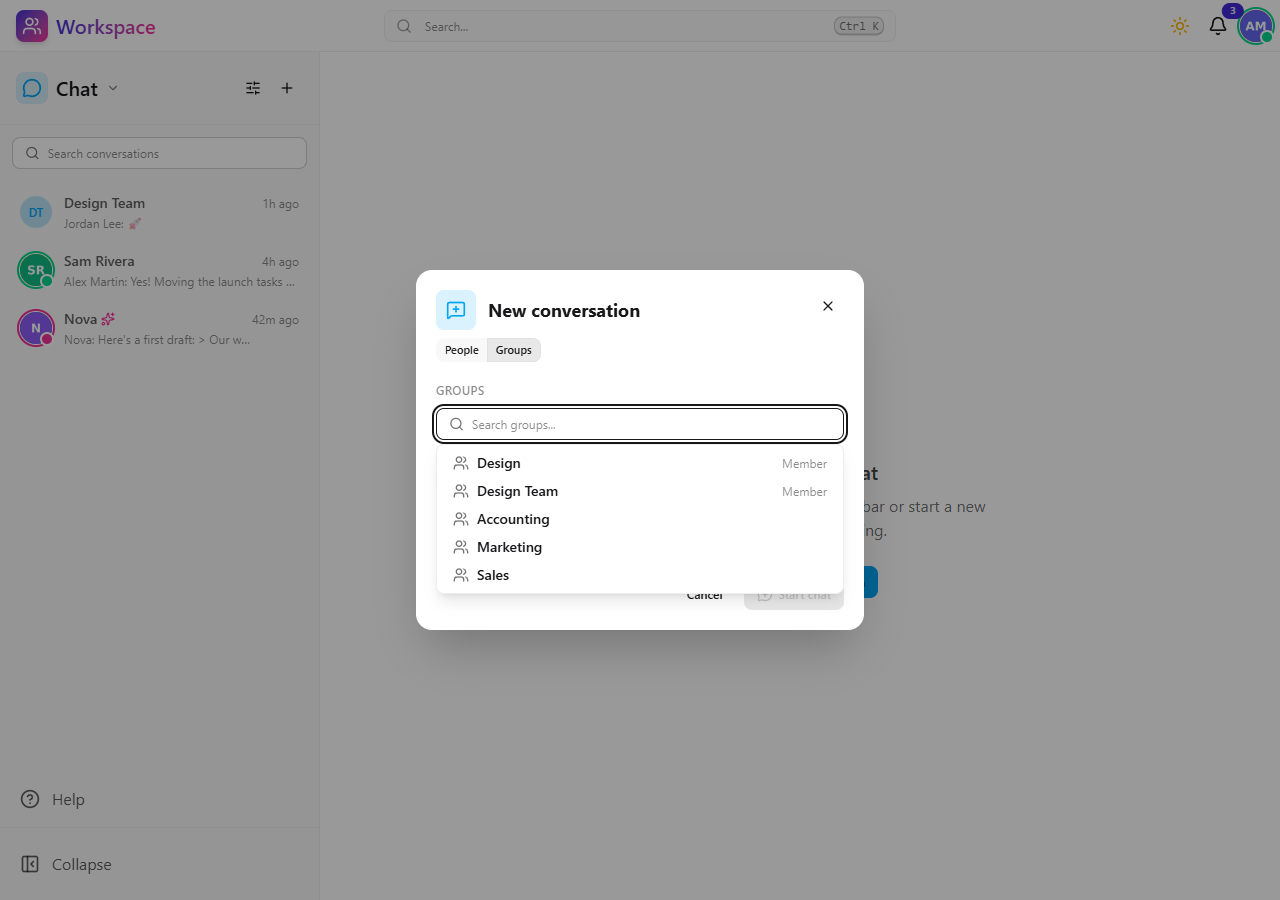 Workspace
Search...
Ctrl K
3
AM
Chat
Search conversations
DT
Design Team
1h ago
Jordan Lee: 🚀
SR
Sam Rivera
4h ago
Alex Martin: Yes! Moving the launch tasks ...
N
Nova
42m ago
Nova: Here's a first draft: > Our w...
Help
Collapse
New conversation
People
Groups
GROUPS
Search groups...
Design
Member
Design Team
Member
Accounting
Marketing
Sales
Cancel
Start chat
or start a new